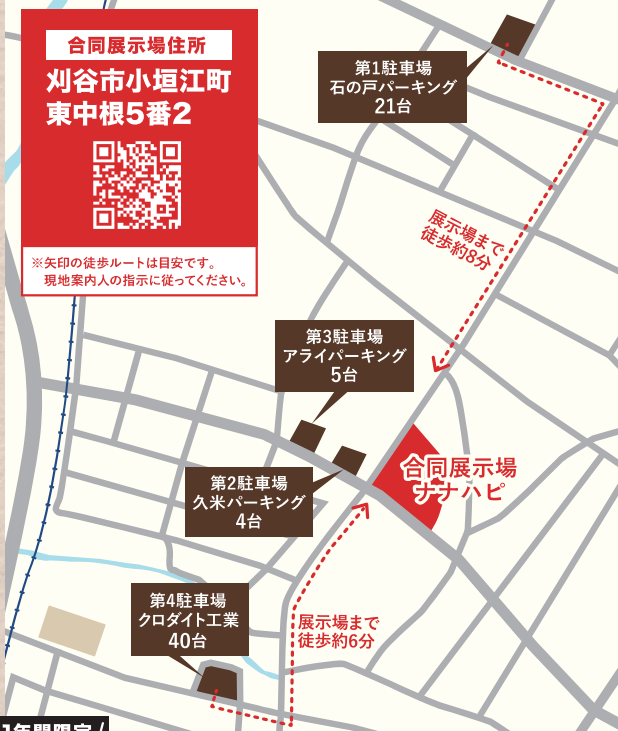 合同展示場住所
刈谷市小垣江町
東中根5番2
※矢印の徒歩ルートは目安です。
現地案内人の指示に従ってください。
第1駐車場
石の戸パーキング
21台
展示場まで
徒歩約8分
第3駐車場
アライパーキング
5台
合同展示場
ナナハピ
第2駐車場
久米パーキング
4台
第4駐車場
クロダイト工業
40台
展示場まで
徒歩約6分
1年間限定